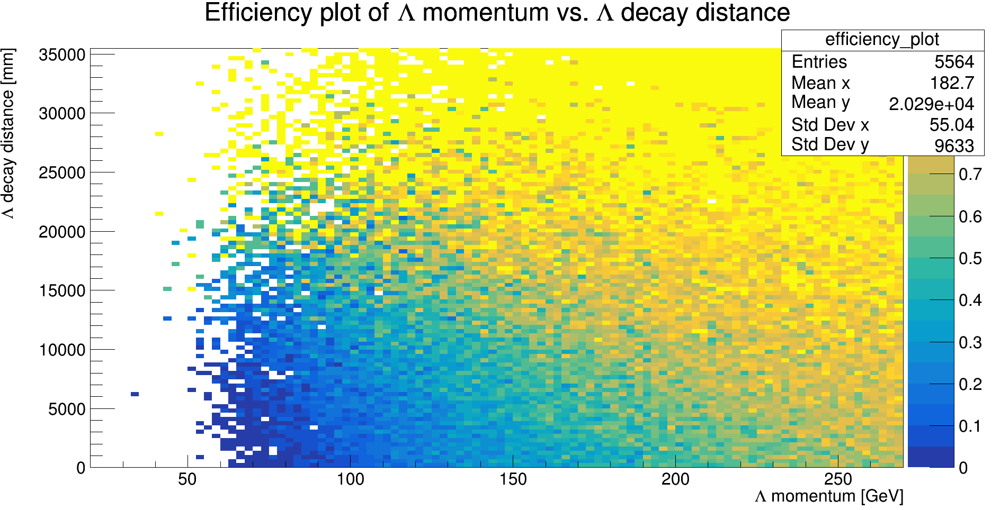 Efficiency plot of Λ momentum vs. Λ decay distance
efficiency_plot
Entries 5564
Mean x 182.7
Mean y 2.029e+04
Std Dev x 55.04
Std Dev y 9633
Λ decay distance [mm]
35000
30000
25000
20000
15000
10000
5000
0
0.7
0.6
0.5
0.4
0.3
0.2
0.1
0
50 100 150 200 250
Λ momentum [GeV]